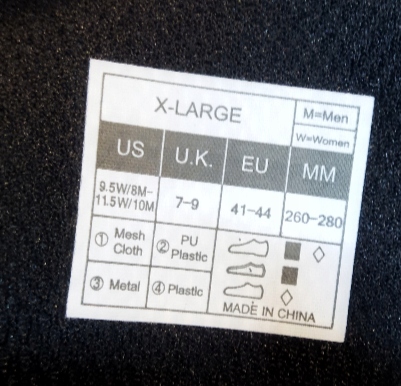 X-LARGE
M=Men
W=Women
US U.K. EU MM
9.5W/8M-
11.5W/10M 7-9 41-44 260-280
① Mesh Cloth ② PU Plastic
③ Metal ④ Plastic
MADE IN CHINA